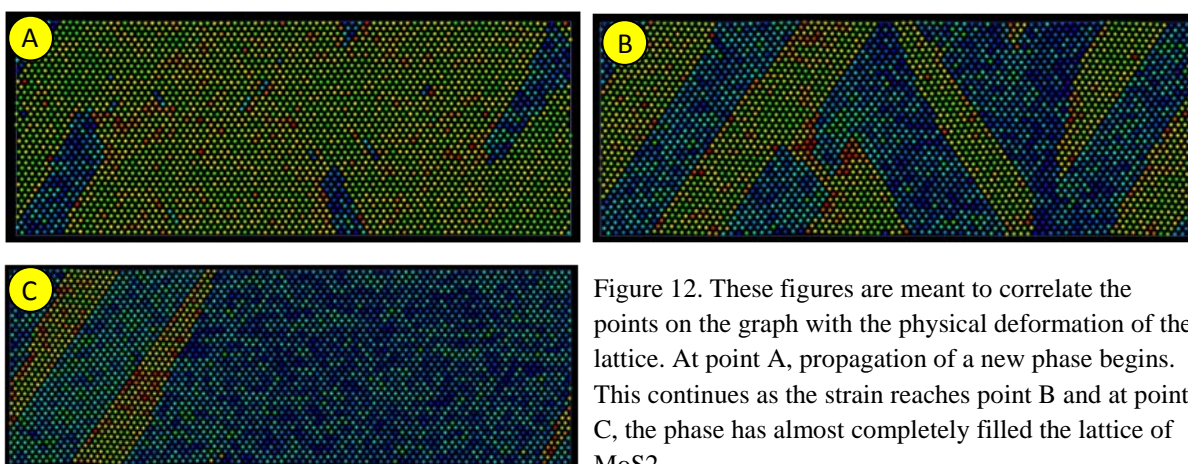 A
B
C
Figure 12. These figures are meant to correlate the
points on the graph with the physical deformation of the
lattice. At point A, propagation of a new phase begins.
This continues as the strain reaches point B and at point
C, the phase has almost completely filled the lattice of
MoS2